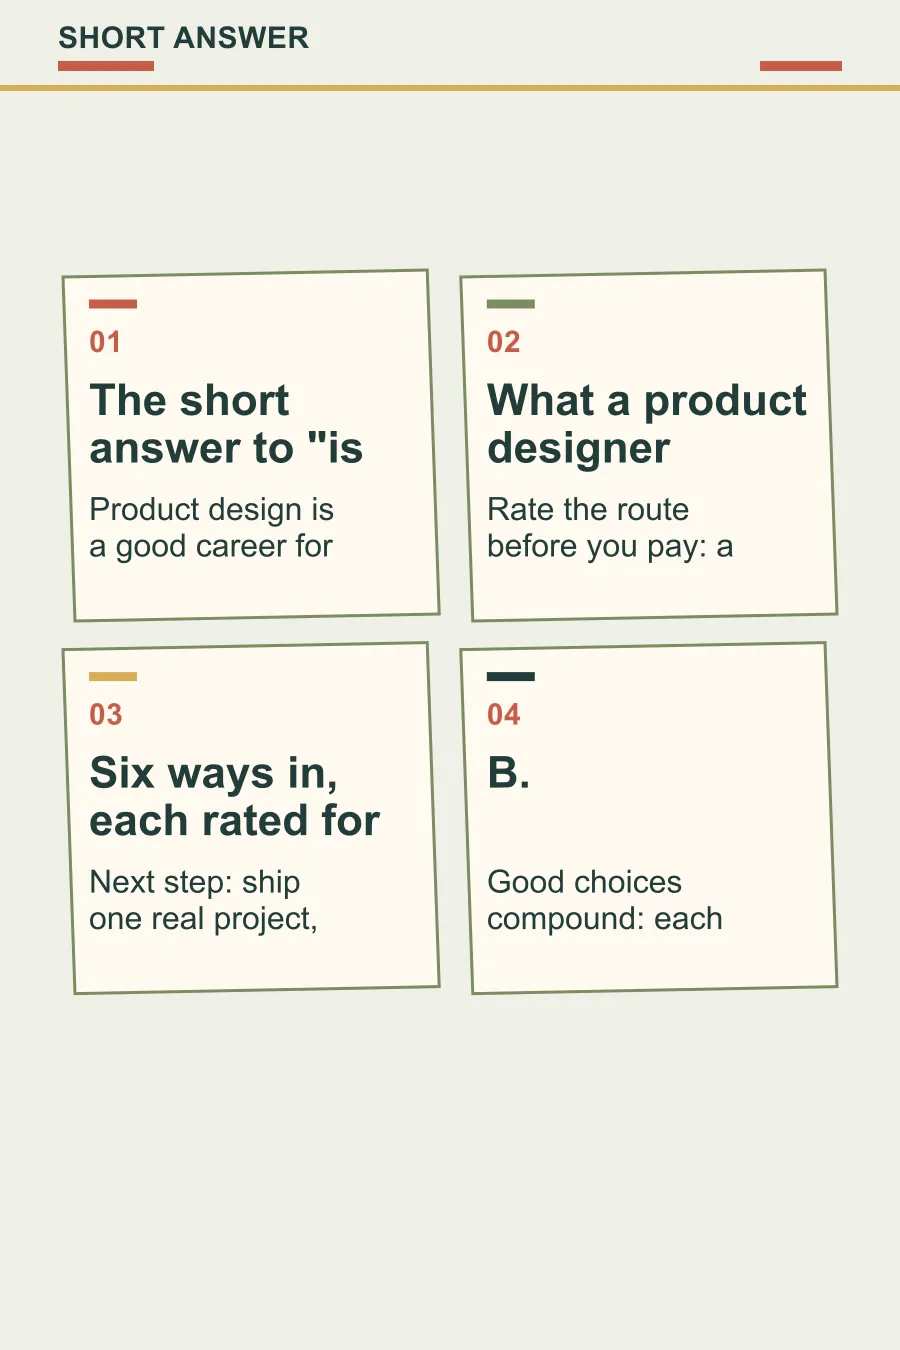 SHORT ANSWER
01
The short
answer to "is
Product design is
a good career for
02
What a product
designer
Rate the route
before you pay: a
03
Six ways in,
each rated for
Next step: ship
one real project,
04
B.
Good choices
compound: each